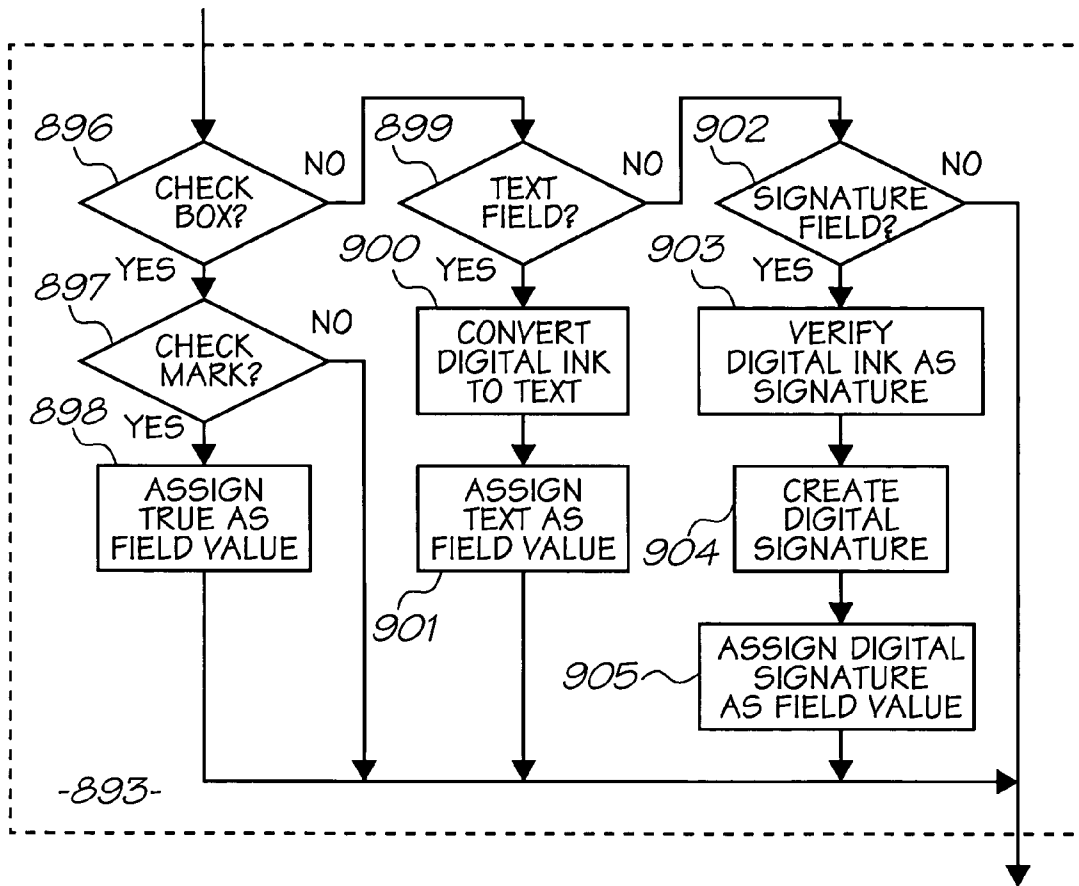 896
CHECK
BOX?
NO
YES
899
TEXT
FIELD?
NO
YES
902
SIGNATURE
FIELD?
NO
YES
897
CHECK
MARK?
NO
YES
898
ASSIGN
TRUE AS
FIELD VALUE
900
CONVERT
DIGITAL INK
TO TEXT
ASSIGN
TEXT AS
FIELD VALUE
901
903
VERIFY
DIGITAL INK AS
SIGNATURE
CREATE
DIGITAL
SIGNATURE
904
ASSIGN DIGITAL
SIGNATURE
AS FIELD VALUE
905
-893-